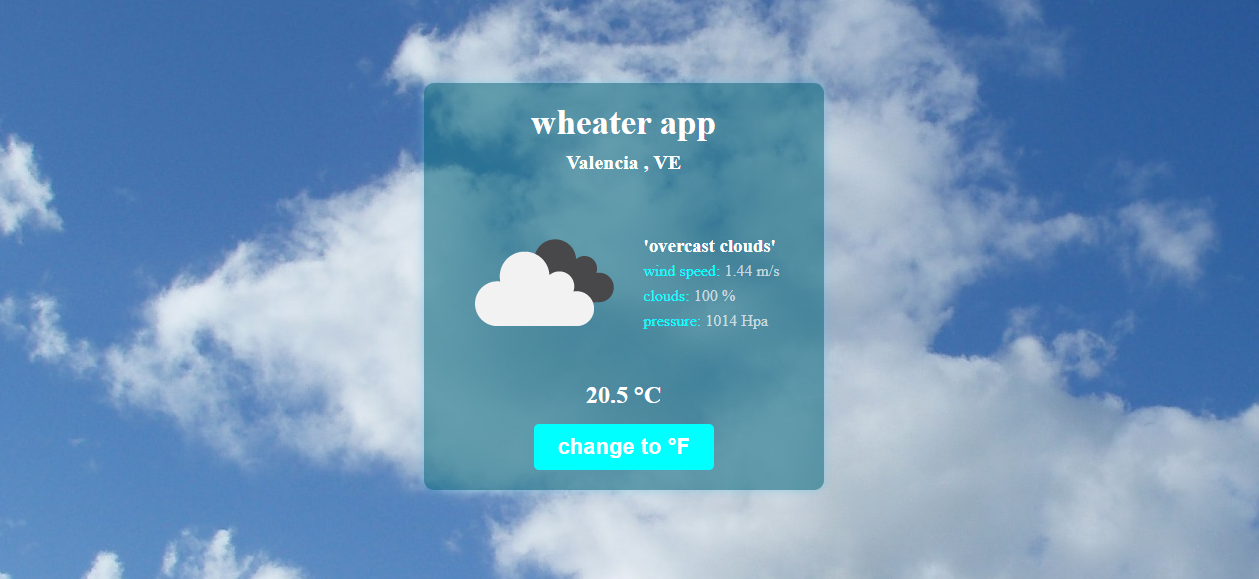 wheater app
Valencia , VE
'overcast clouds'
wind speed: 1.44 m/s
clouds: 100 %
pressure: 1014 Hpa
20.5 °C
change to °F